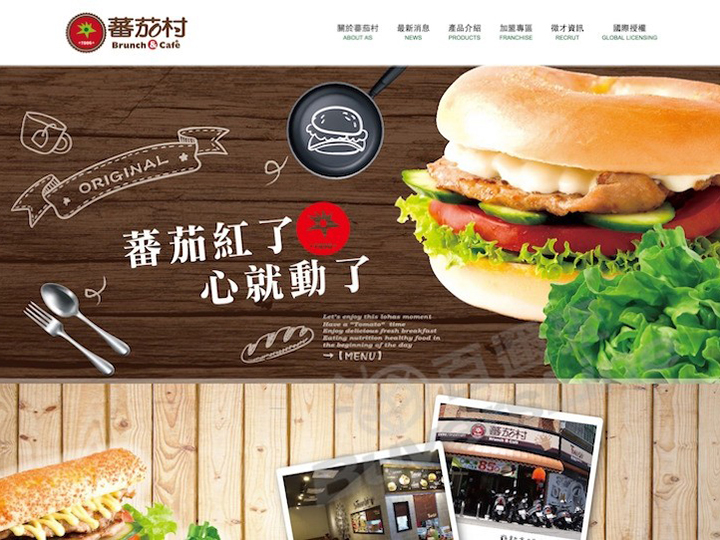 蕃茄村
Brunch & Cafe
關於蕃茄村
ABOUT AS
最新消息
NEWS
產品介紹
PRODUCTS
加盟專區
FRANCHISE
徵才資訊
RECRUT
國際授權
GLOBAL LICENSING
ORIGINAL
蕃茄紅了
心就動了
Let's enjoy this lohas moment
Have a "Tomato" time
Enjoy delicious fresh breakfast
Eating nutrition healthy food in
the beginning of the day
→【MENU】
蕃茄村
Brunch & Cafe